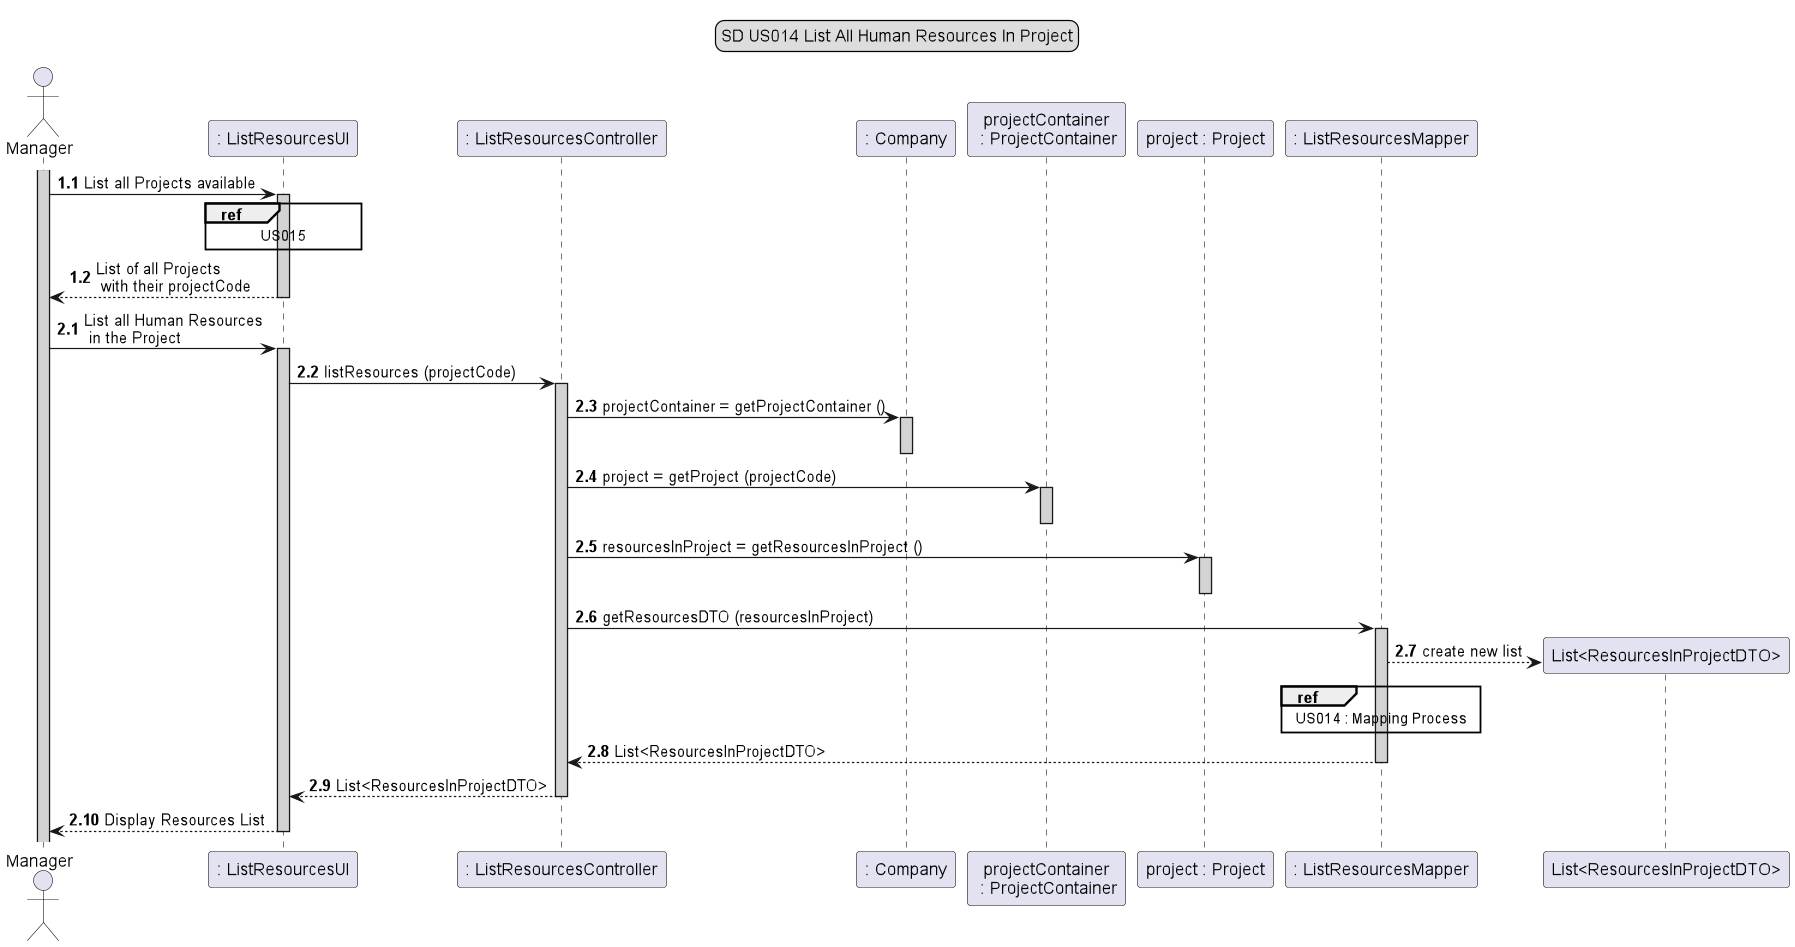 SD US014 List All Human Resources In Project
Manager
: ListResourcesUI
: ListResourcesController
: Company
projectContainer
: ProjectContainer
project : Project
: ListResourcesMapper
1.1 List all Projects available
ref
US015
1.2 List of all Projects
with their projectCode
2.1 List all Human Resources
in the Project
2.2 listResources (projectCode)
2.3 projectContainer = getProjectContainer ()
2.4 project = getProject (projectCode)
2.5 resourcesInProject = getResourcesInProject ()
2.6 getResourcesDTO (resourcesInProject)
2.7 create new list
List<ResourcesInProjectDTO>
ref
US014 : Mapping Process
2.8 List<ResourcesInProjectDTO>
2.9 List<ResourcesInProjectDTO>
2.10 Display Resources List
Manager
: ListResourcesUI
: ListResourcesController
: Company
projectContainer
: ProjectContainer
project : Project
: ListResourcesMapper
List<ResourcesInProjectDTO>